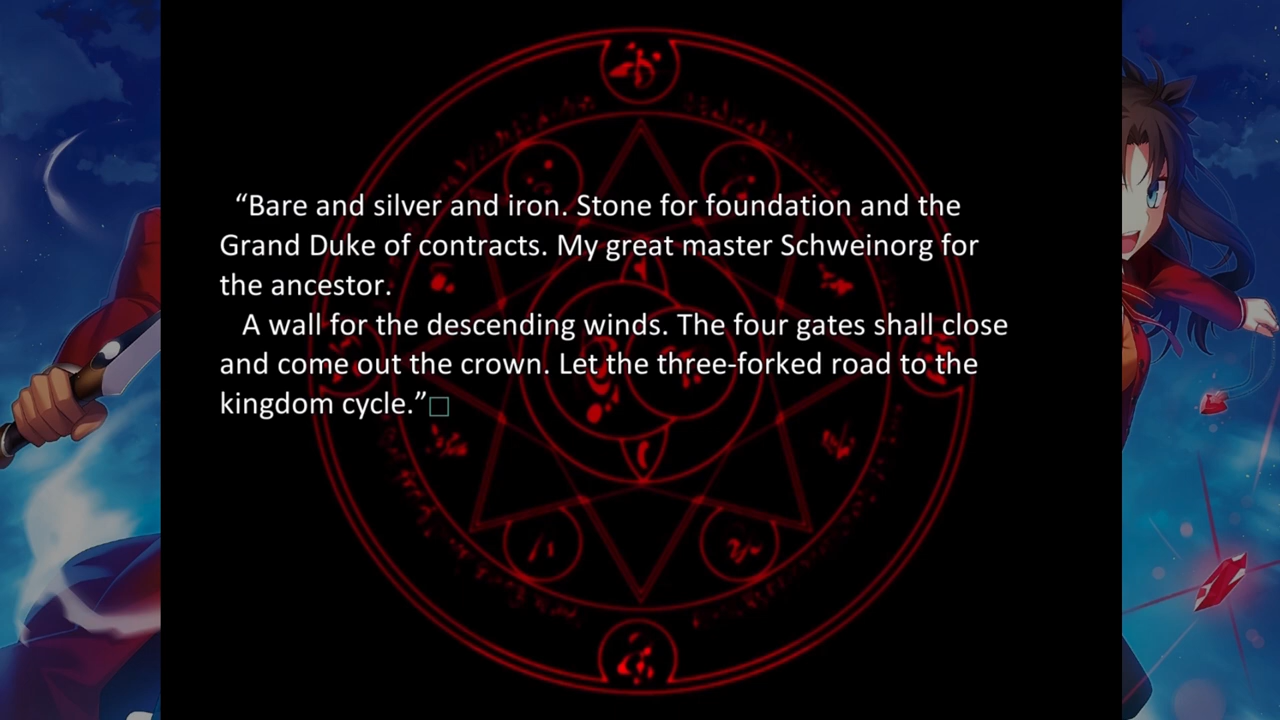 “Bare and silver and iron. Stone for foundation and the
Grand Duke of contracts. My great master Schweinorg for
the ancestor.
A wall for the descending winds. The four gates shall close
and come out the crown. Let the three-forked road to the
kingdom cycle.”